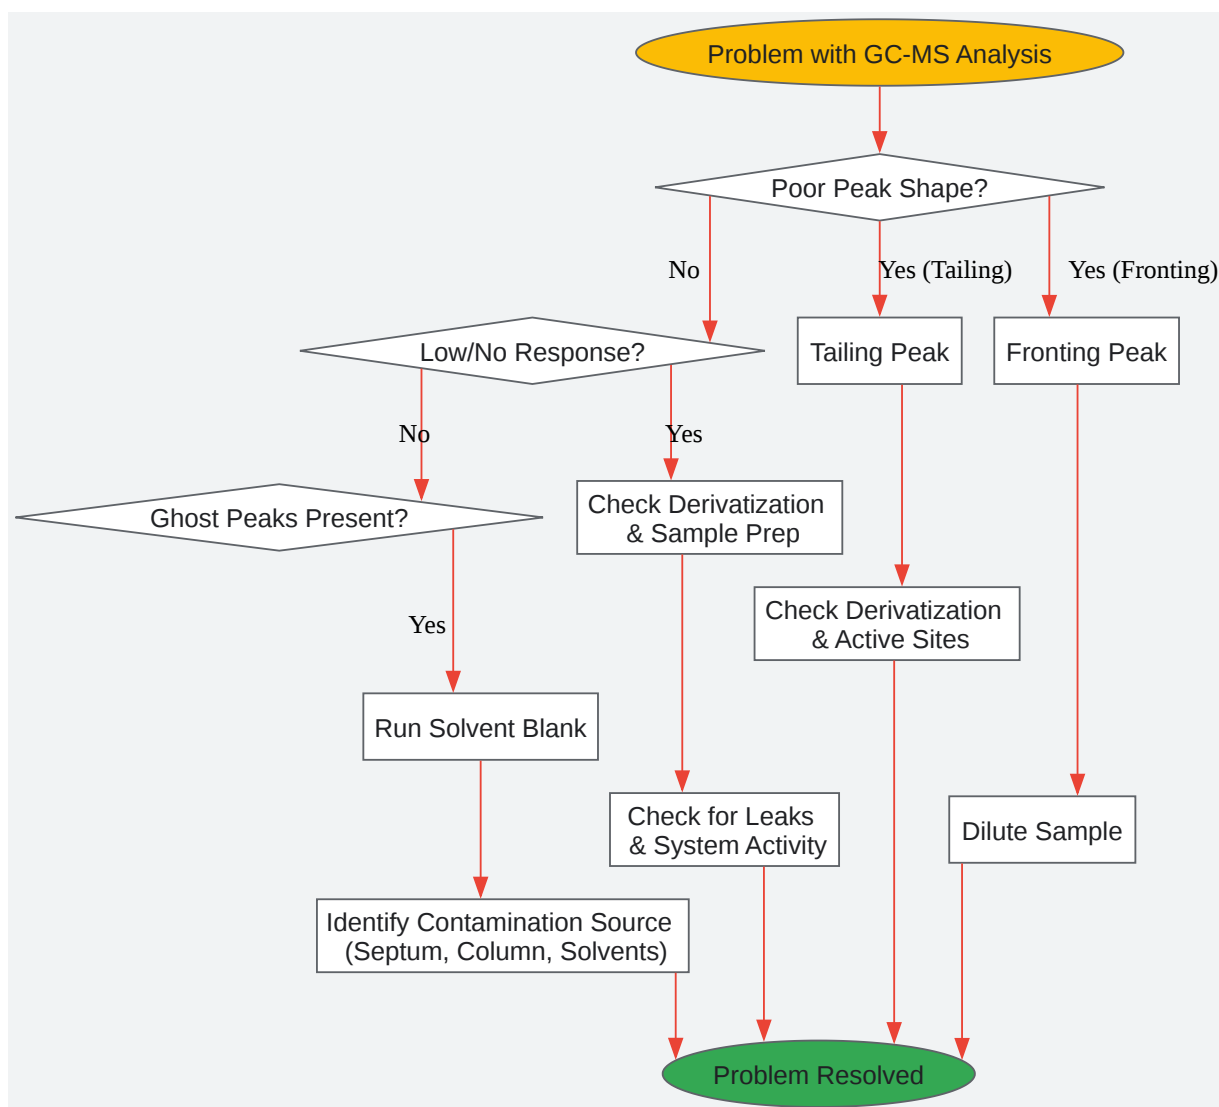 Problem with GC-MS Analysis
Poor Peak Shape?
No
Yes (Tailing)
Yes (Fronting)
Low/No Response?
Tailing Peak
Fronting Peak
No
Yes
Ghost Peaks Present?
Check Derivatization
& Sample Prep
Check Derivatization
& Active Sites
Yes
Run Solvent Blank
Check for Leaks
& System Activity
Dilute Sample
Identify Contamination Source
(Septum, Column, Solvents)
Problem Resolved